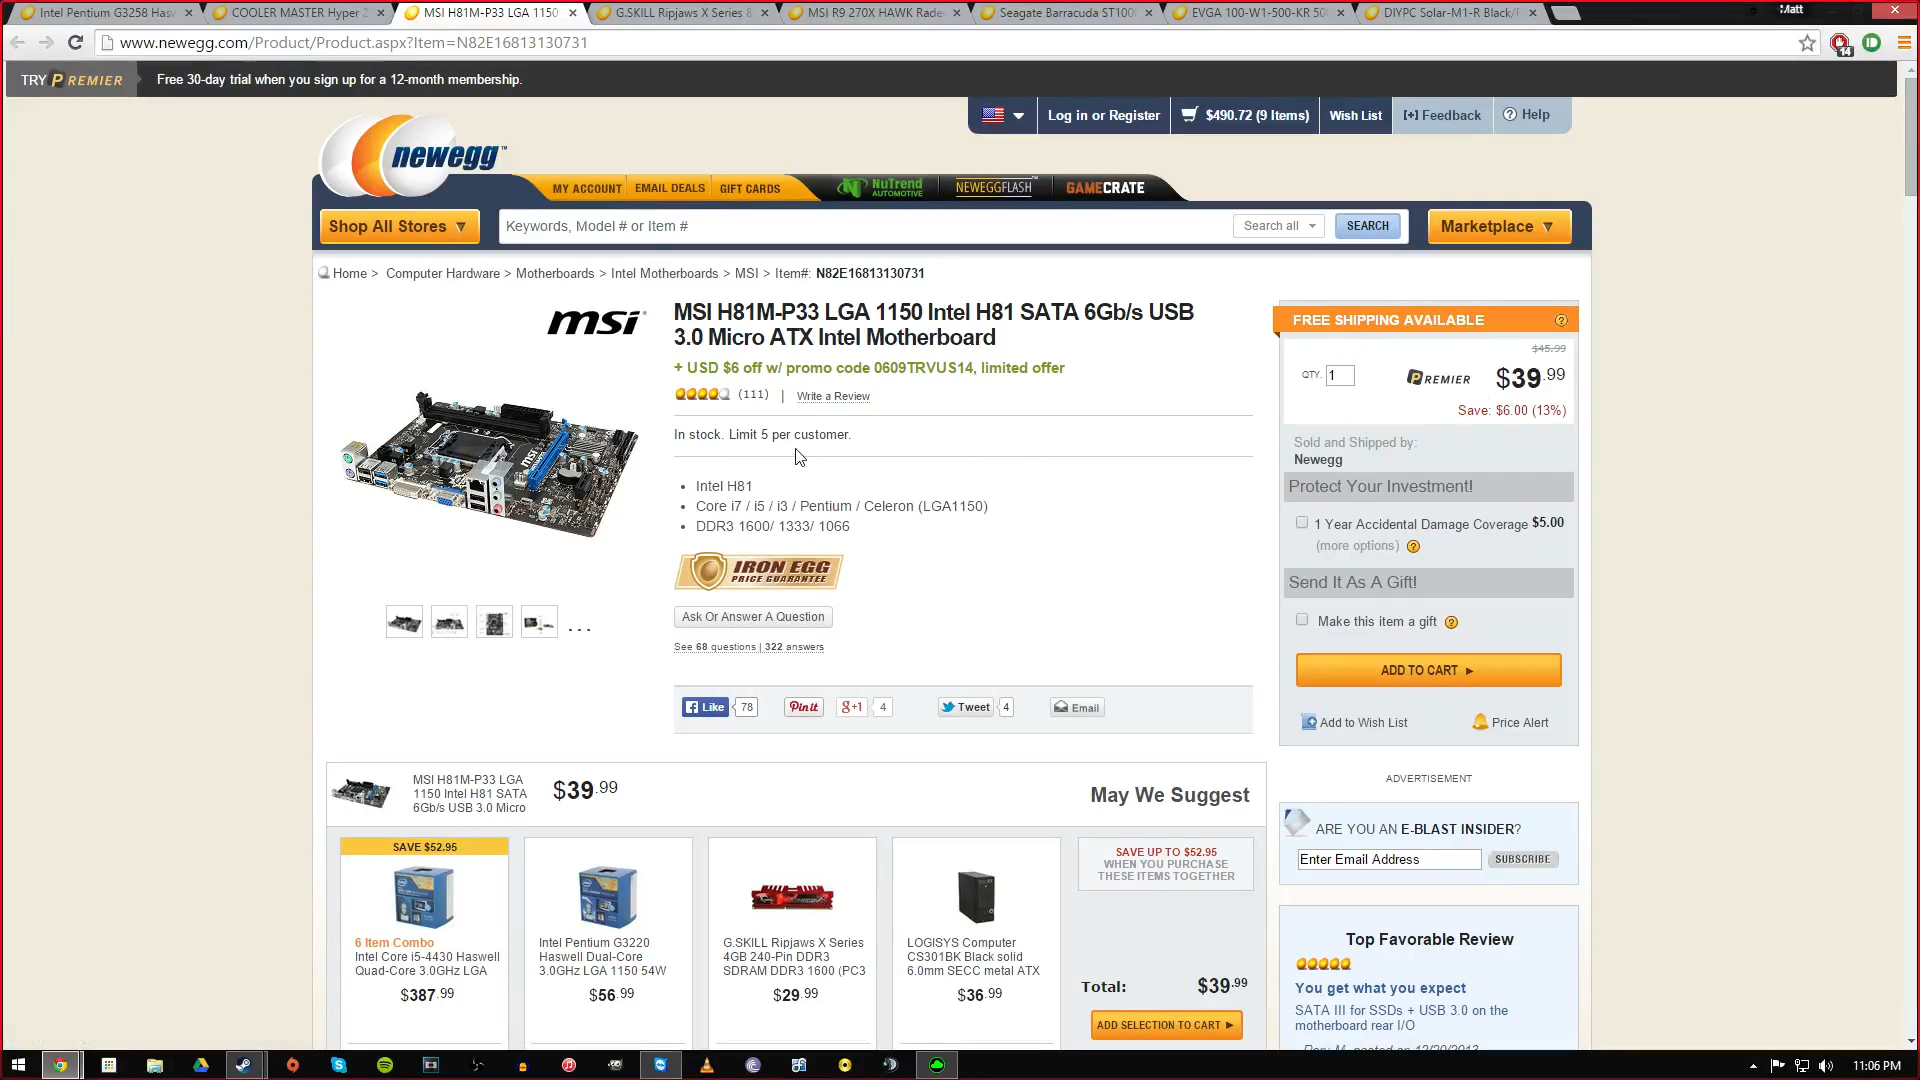 Intel Pentium G3258 Has
COOLER MASTER Hyper 2
MSI H81M-P33 LGA 1150
G.SKILL Ripjaws X Series 8
MSI R9 270X HAWK Rade
Seagate Barracuda ST100
EVGA 100-W1-500-KR 50
DIYPC Solar-M1-R Black/
Matt
www.newegg.com/Product/Product.aspx?Item=N82E16813130731
14
TRY PREMIER
Free 30-day trial when you sign up for a 12-month membership.
Log in or Register
$490.72 (9 Items)
Wish List
[+] Feedback
Help
newegg
MY ACCOUNT
EMAIL DEALS
GIFT CARDS
NUTREND AUTOMOTIVE
NEWEGGFLASH
GAMECRATE
Shop All Stores ▼
Keywords, Model # or Item #
Search all
SEARCH
Marketplace ▼
Home > Computer Hardware > Motherboards > Intel Motherboards > MSI > Item#: N82E16813130731
msi
MSI H81M-P33 LGA 1150 Intel H81 SATA 6Gb/s USB
3.0 Micro ATX Intel Motherboard
+ USD $6 off w/ promo code 0609TRVUS14, limited offer
(111) | Write a Review
In stock. Limit 5 per customer.
• Intel H81
• Core i7 / i5 / i3 / Pentium / Celeron (LGA1150)
• DDR3 1600/ 1333/ 1066
IRON EGG
PRICE GUARANTEE
Ask Or Answer A Question
See 68 questions | 322 answers
...
Like 78
Pin it
g+1 4
Tweet 4
Email
FREE SHIPPING AVAILABLE
$45.99
QTY. 1
PREMIER
$39.99
Save: $6.00 (13%)
Sold and Shipped by:
Newegg
Protect Your Investment!
1 Year Accidental Damage Coverage $5.00
(more options)
Send It As A Gift!
Make this item a gift
ADD TO CART ►
Add to Wish List
Price Alert
ADVERTISEMENT
ARE YOU AN E-BLAST INSIDER?
Enter Email Address
SUBSCRIBE
Top Favorable Review
You get what you expect
SATA III for SSDs + USB 3.0 on the
motherboard rear I/O
MSI H81M-P33 LGA
1150 Intel H81 SATA
6Gb/s USB 3.0 Micro
$39.99
May We Suggest
SAVE $52.95
6 Item Combo
Intel Core i5-4430 Haswell
Quad-Core 3.0GHz LGA
$387.99
Intel Pentium G3220
Haswell Dual-Core
3.0GHz LGA 1150 54W
$56.99
G.SKILL Ripjaws X Series
4GB 240-Pin DDR3
SDRAM DDR3 1600 (PC3
$29.99
LOGISYS Computer
CS301BK Black solid
6.0mm SECC metal ATX
$36.99
SAVE UP TO $52.95
WHEN YOU PURCHASE
THESE ITEMS TOGETHER
Total: $39.99
ADD SELECTION TO CART ►
11:06 PM